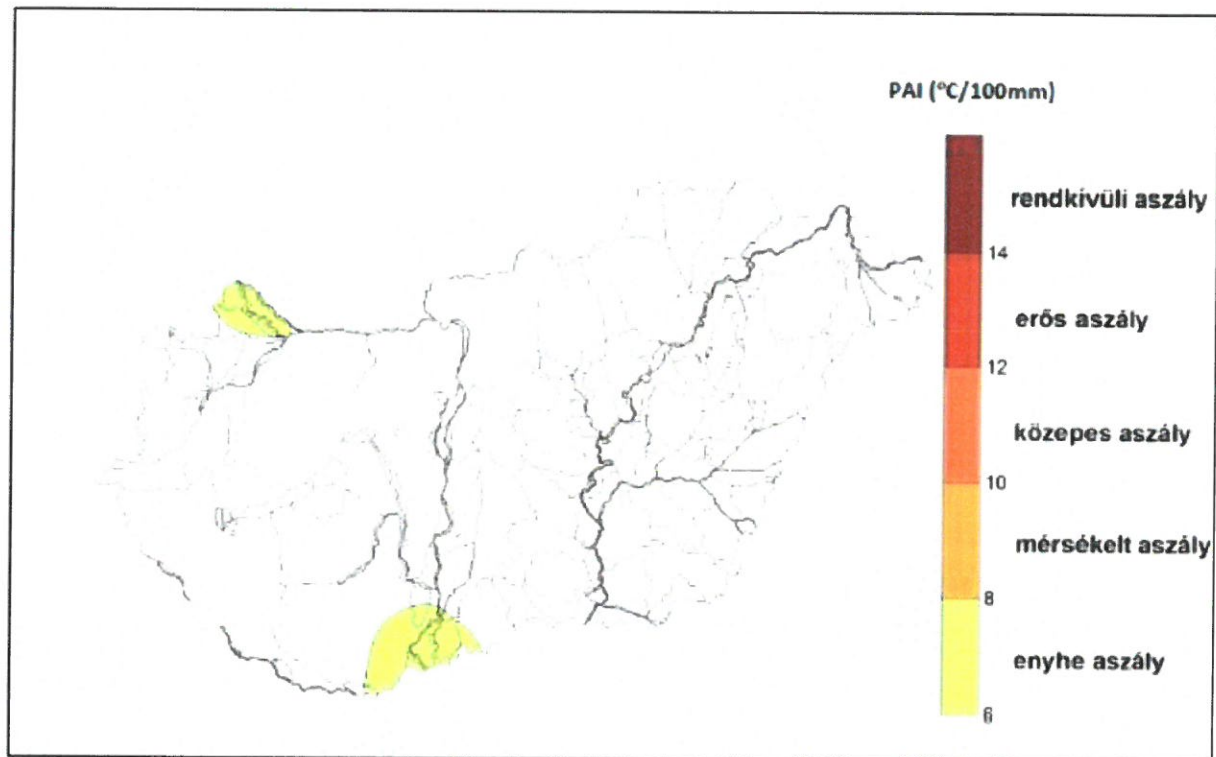 PAI (°C/100mm)
rendkívüli aszály
14
erős aszály
12
közepes aszály
10
mérsékelt aszály
8
enyhe aszály
6